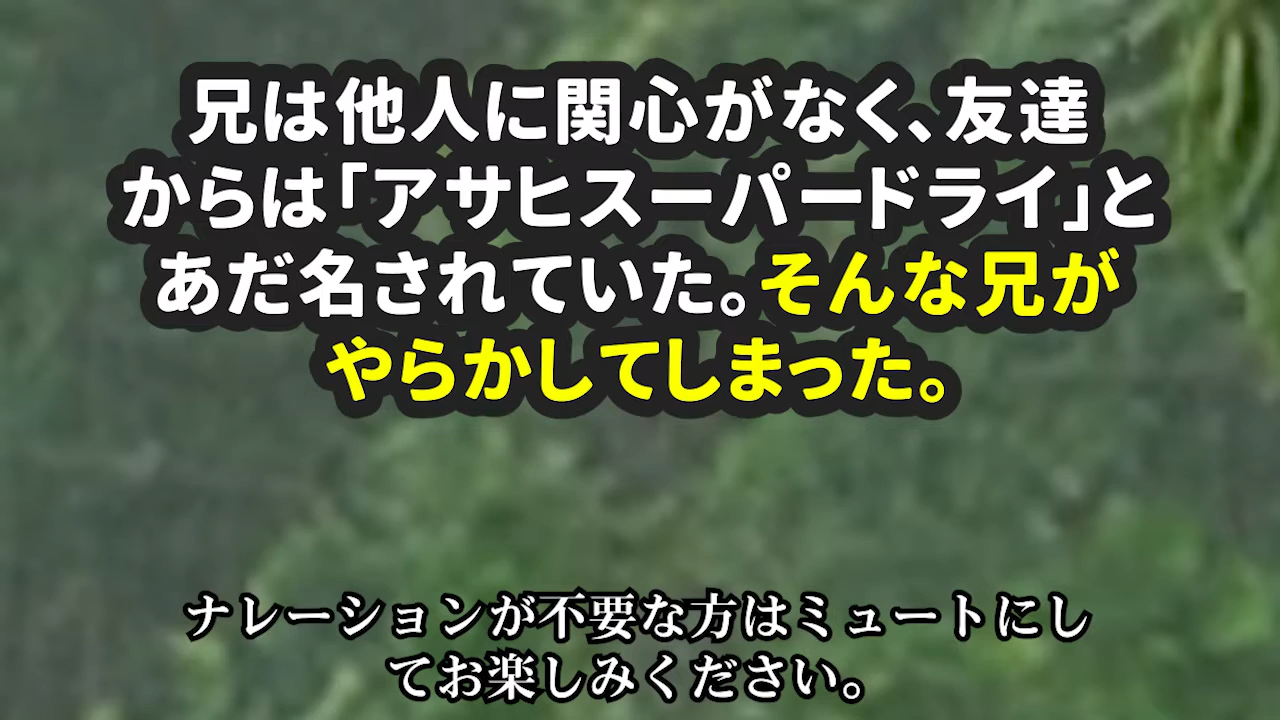 兄は他人に関心がなく、友達
からは「アサヒスーパードライ」と
あだ名されていた。そんな兄が
やらかしてしまった。
ナレーションが不要な方はミュートにし
てお楽しみください。